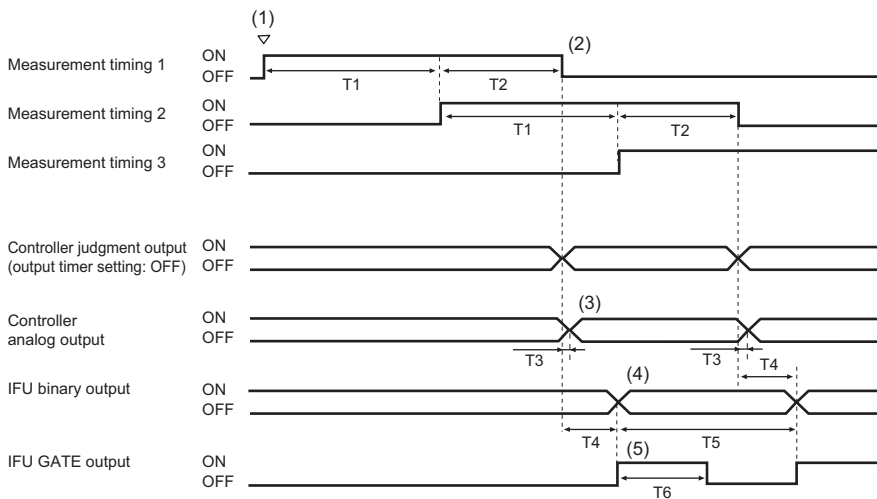 (1)
Measurement timing 1
ON
OFF
(2)
T1
T2
Measurement timing 2
ON
OFF
T1
T2
Measurement timing 3
ON
OFF
Controller judgment output
(output timer setting: OFF)
ON
OFF
Controller
analog output
ON
OFF
(3)
T3
T3
T4
IFU binary output
ON
OFF
(4)
T4
T5
IFU GATE output
ON
OFF
(5)
T6